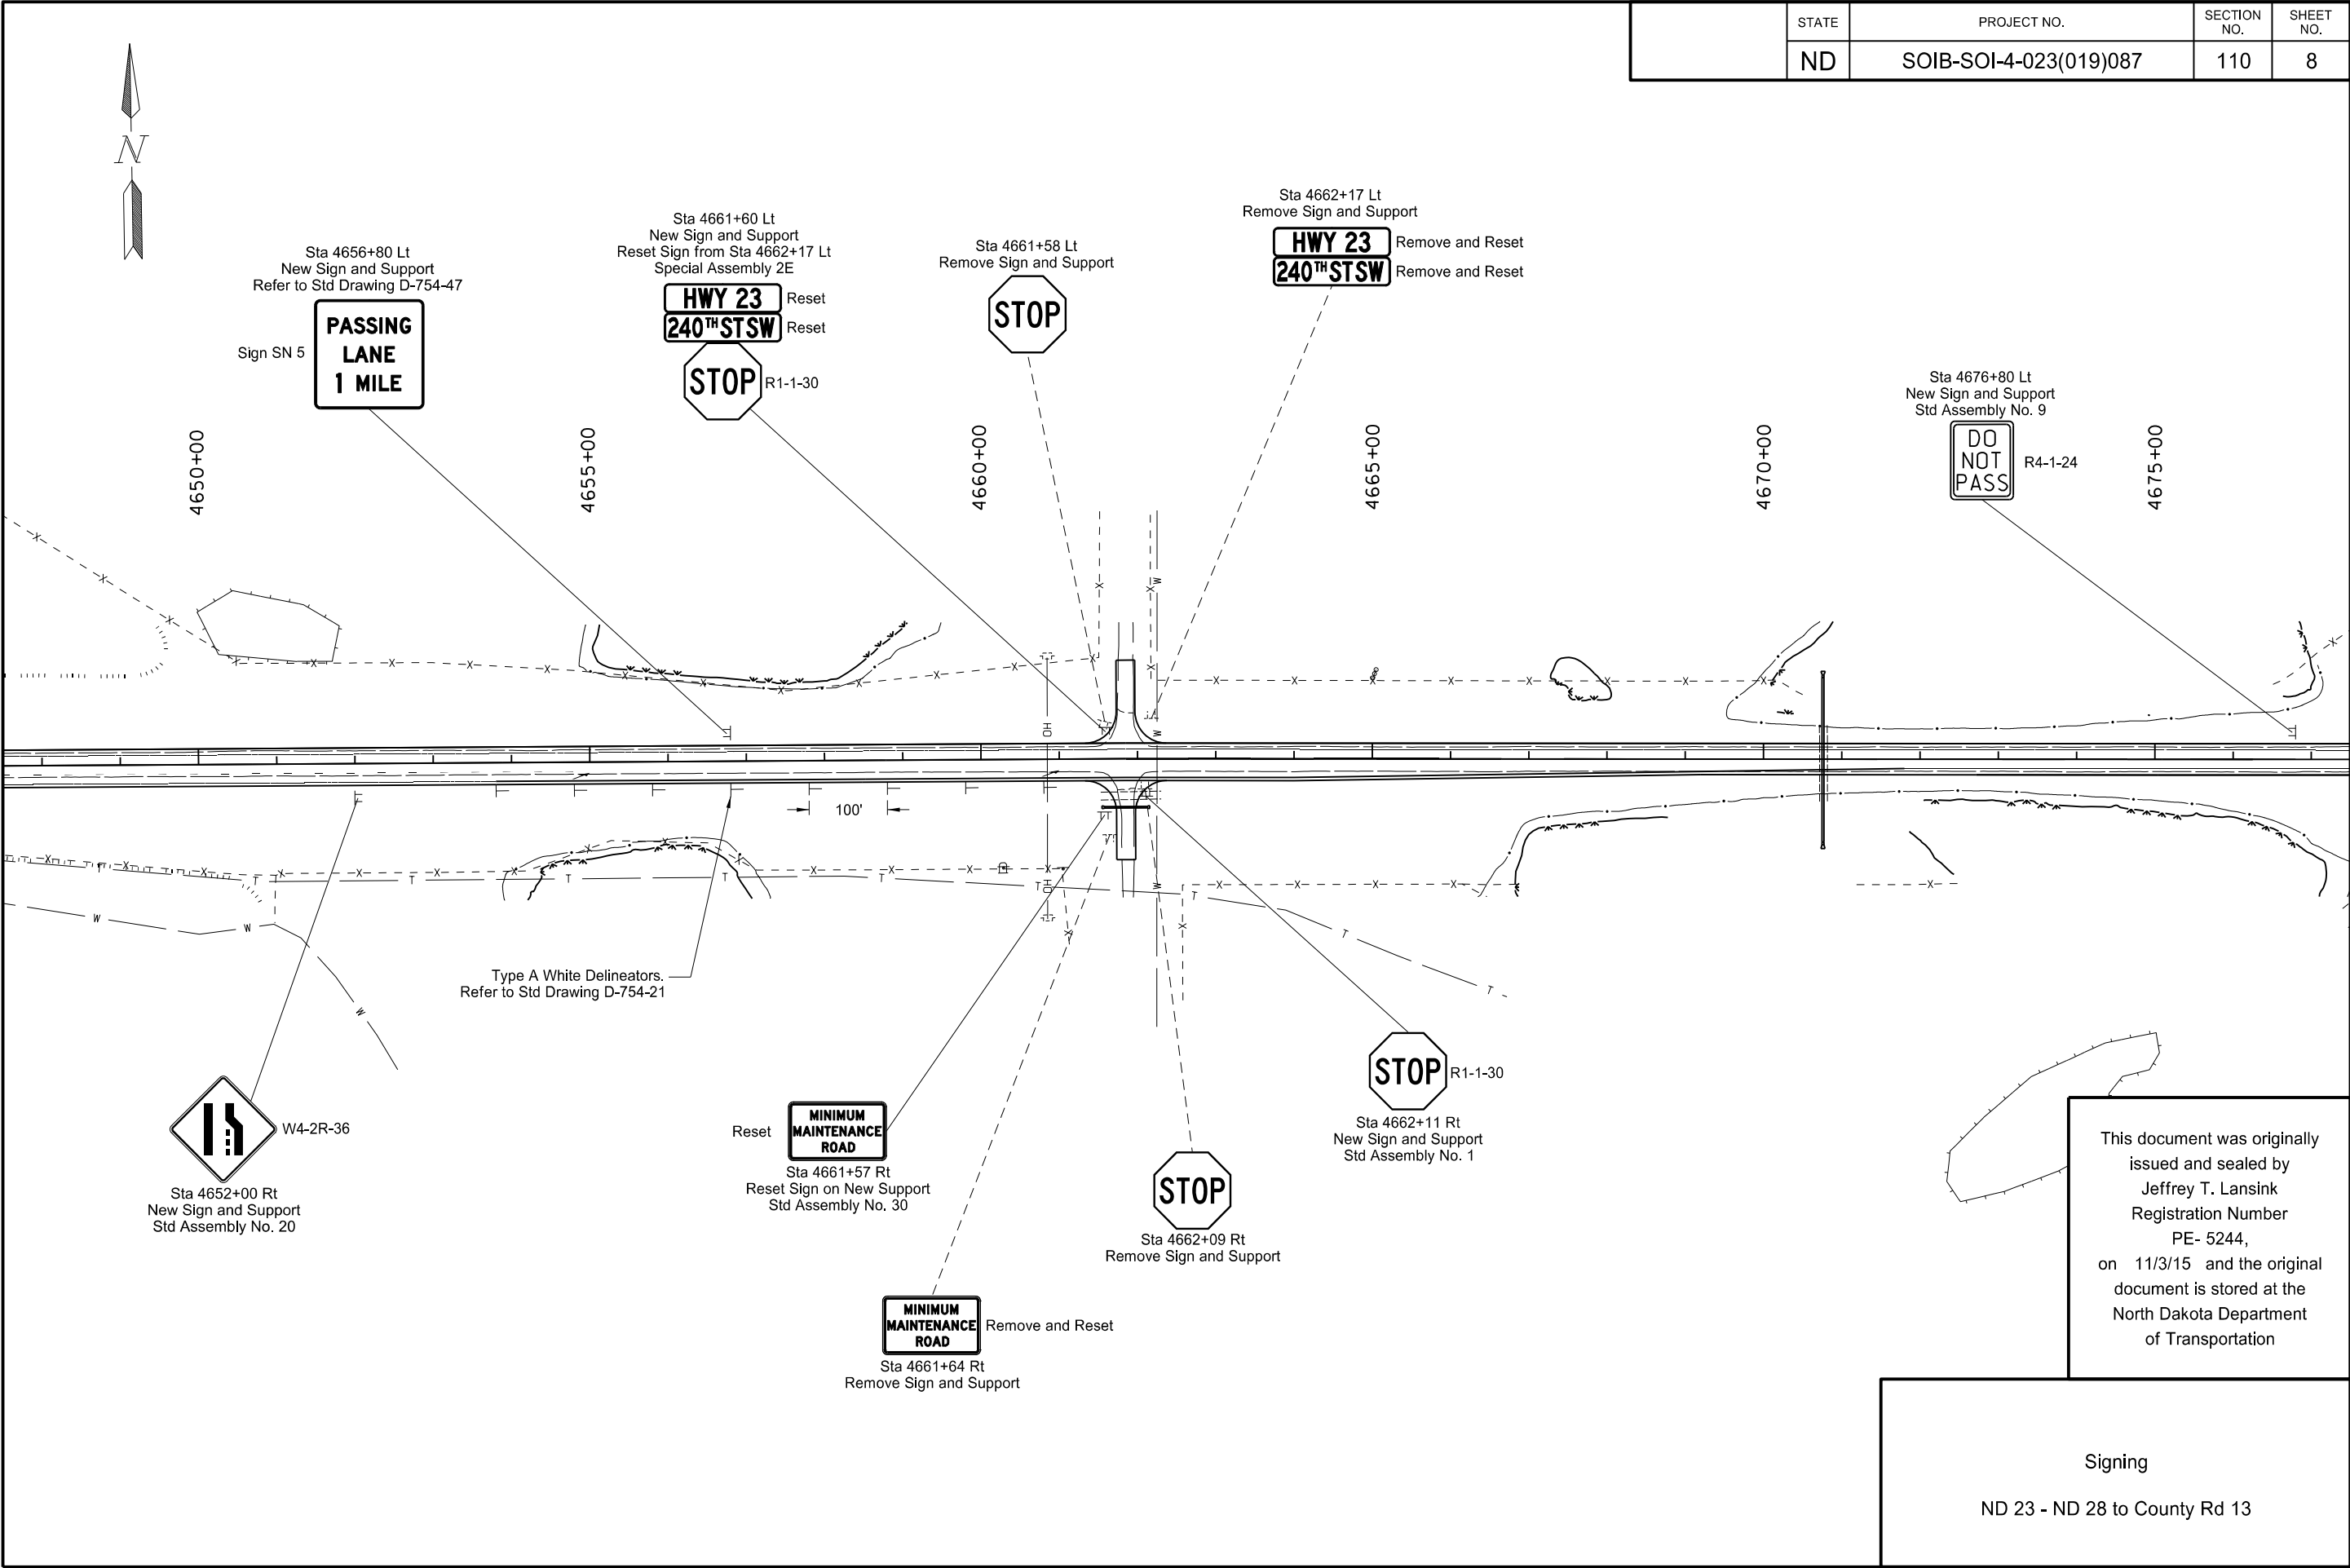 STATE
PROJECT NO.
SECTION NO.
SHEET NO.
ND
SOIB-SOI-4-023(019)087
110
8
N
Sta 4656+80 Lt
New Sign and Support
Refer to Std Drawing D-754-47
Sign SN 5
PASSING
LANE
1 MILE
Sta 4661+60 Lt
New Sign and Support
Reset Sign from Sta 4662+17 Lt
Special Assembly 2E
HWY 23 Reset
240TH ST SW Reset
STOP R1-1-30
Sta 4661+58 Lt
Remove Sign and Support
STOP
Sta 4662+17 Lt
Remove Sign and Support
HWY 23 Remove and Reset
240TH ST SW Remove and Reset
Sta 4676+80 Lt
New Sign and Support
Std Assembly No. 9
DO
NOT
PASS
R4-1-24
4650+00
4655+00
4660+00
4665+00
4670+00
4675+00
OH
W
W
100'
OH
W
T
T
T
T
T
T
T
T
T
W
W
W
Type A White Delineators.
Refer to Std Drawing D-754-21
W4-2R-36
Sta 4652+00 Rt
New Sign and Support
Std Assembly No. 20
Reset
MINIMUM
MAINTENANCE
ROAD
Sta 4661+57 Rt
Reset Sign on New Support
Std Assembly No. 30
STOP R1-1-30
Sta 4662+11 Rt
New Sign and Support
Std Assembly No. 1
STOP
Sta 4662+09 Rt
Remove Sign and Support
MINIMUM
MAINTENANCE
ROAD
Remove and Reset
Sta 4661+64 Rt
Remove Sign and Support
This document was originally
issued and sealed by
Jeffrey T. Lansink
Registration Number
PE- 5244,
on 11/3/15 and the original
document is stored at the
North Dakota Department
of Transportation
Signing
ND 23 - ND 28 to County Rd 13